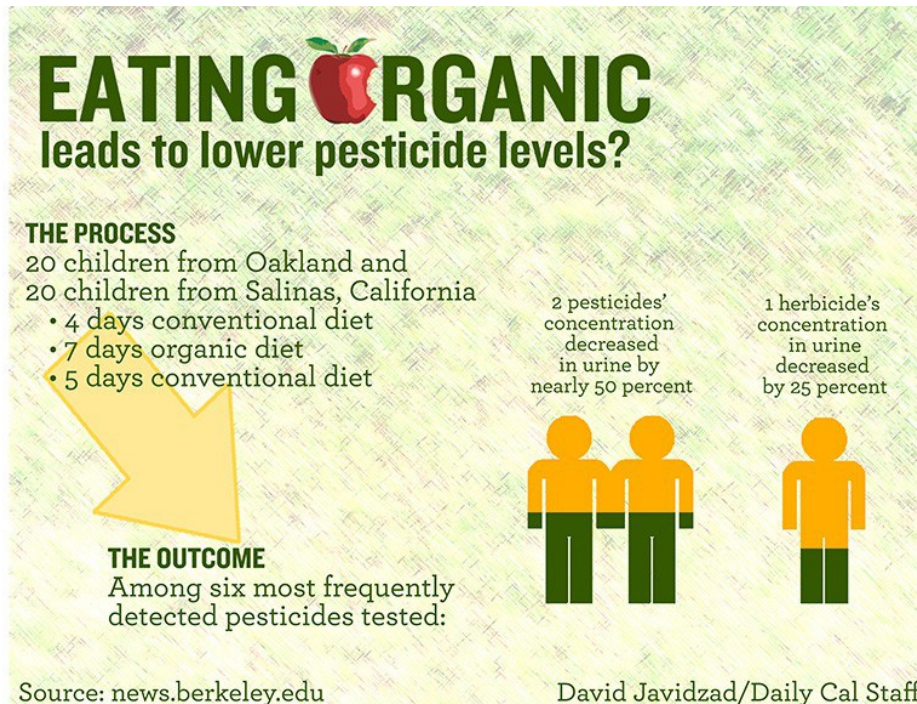 EATING ORGANIC
leads to lower pesticide levels?
THE PROCESS
20 children from Oakland and
20 children from Salinas, California
• 4 days conventional diet
• 7 days organic diet
• 5 days conventional diet
THE OUTCOME
Among six most frequently
detected pesticides tested:
2 pesticides'
concentration
decreased
in urine by
nearly 50 percent
1 herbicide's
concentration
in urine
decreased
by 25 percent
Source: news.berkeley.edu
David Javidzad/Daily Cal Staff